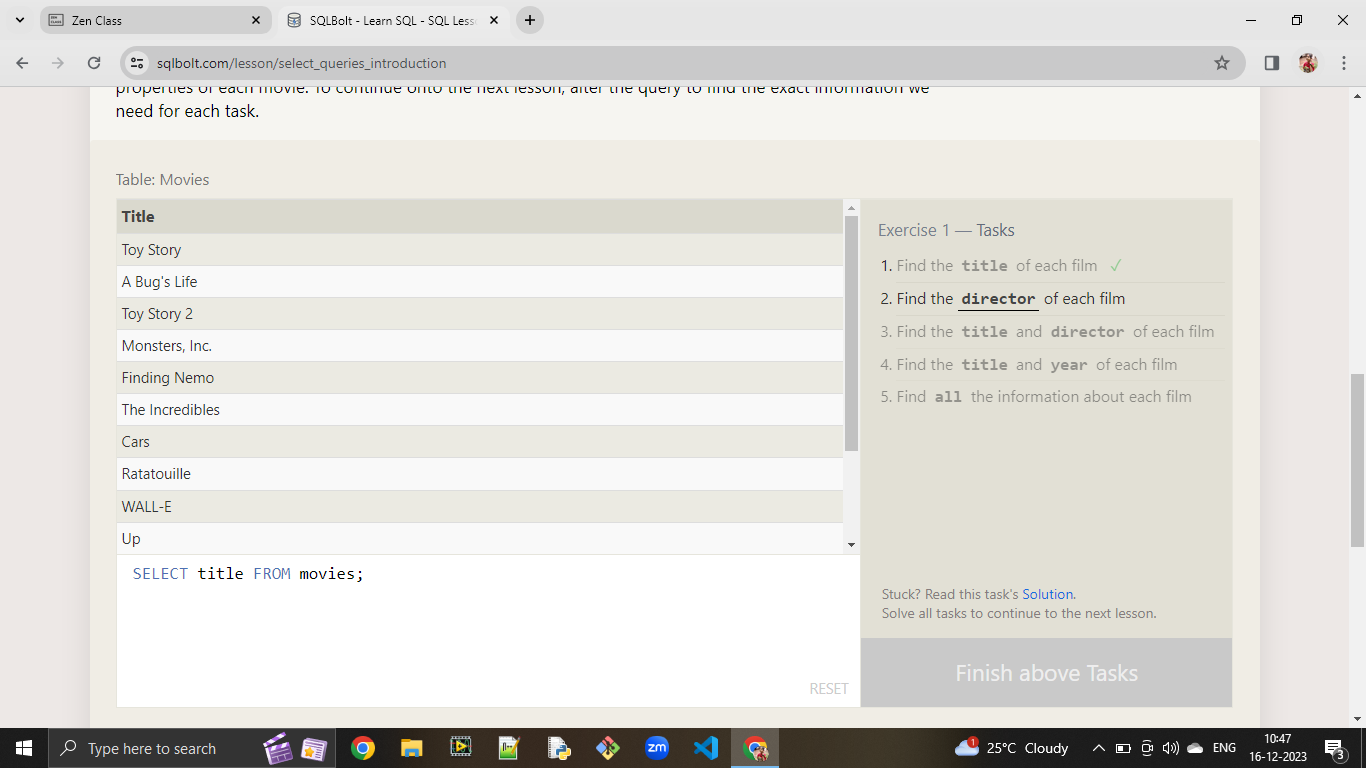 Zen Class
SQLBolt - Learn SQL - SQL Less
sqlbolt.com/lesson/select_queries_introduction
properties of each movie. To continue onto the next lesson, alter the query to find the exact information we
need for each task.
Table: Movies
Title
Toy Story
A Bug's Life
Toy Story 2
Monsters, Inc.
Finding Nemo
The Incredibles
Cars
Ratatouille
WALL-E
Up
SELECT title FROM movies;
RESET
Exercise 1 — Tasks
1. Find the title of each film ✓
2. Find the director of each film
3. Find the title and director of each film
4. Find the title and year of each film
5. Find all the information about each film
Stuck? Read this task's Solution.
Solve all tasks to continue to the next lesson.
Finish above Tasks
Type here to search
zm
1
25°C Cloudy
ENG
10:47
16-12-2023
3